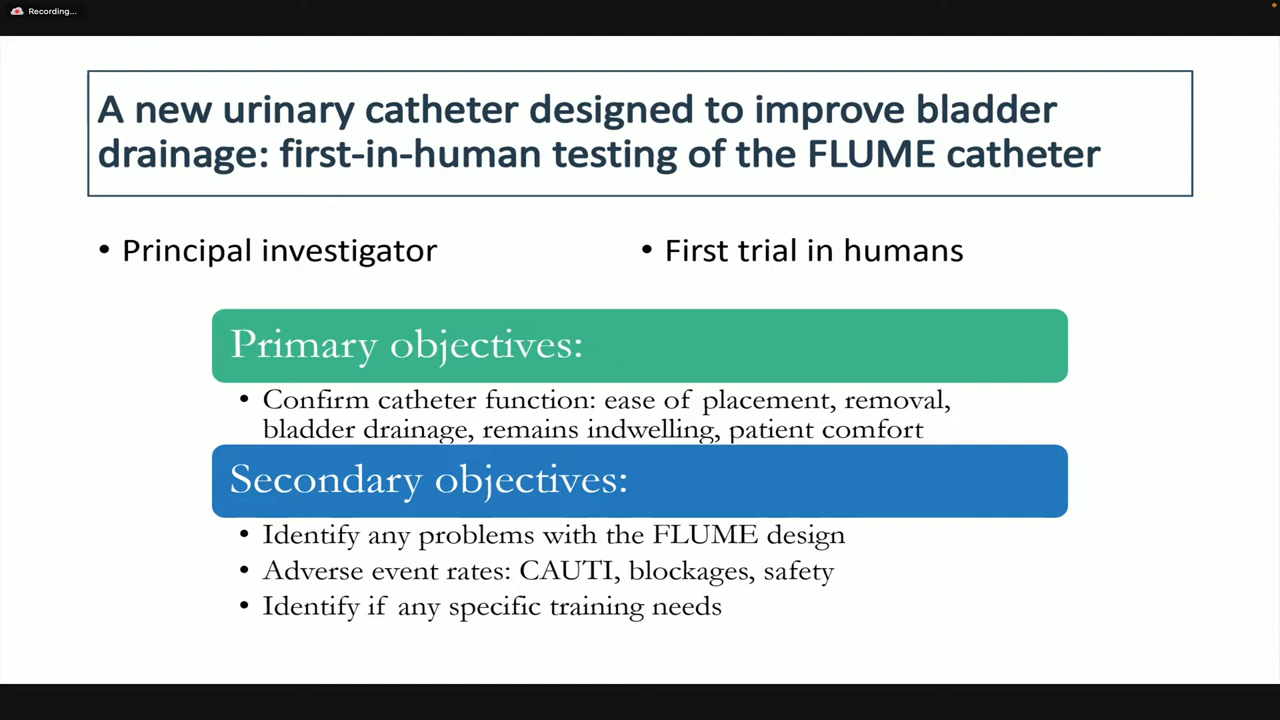 Recording...
A new urinary catheter designed to improve bladder
drainage: first-in-human testing of the FLUME catheter
• Principal investigator
• First trial in humans
Primary objectives:
• Confirm catheter function: ease of placement, removal,
bladder drainage, remains indwelling, patient comfort
Secondary objectives:
• Identify any problems with the FLUME design
• Adverse event rates: CAUTI, blockages, safety
• Identify if any specific training needs